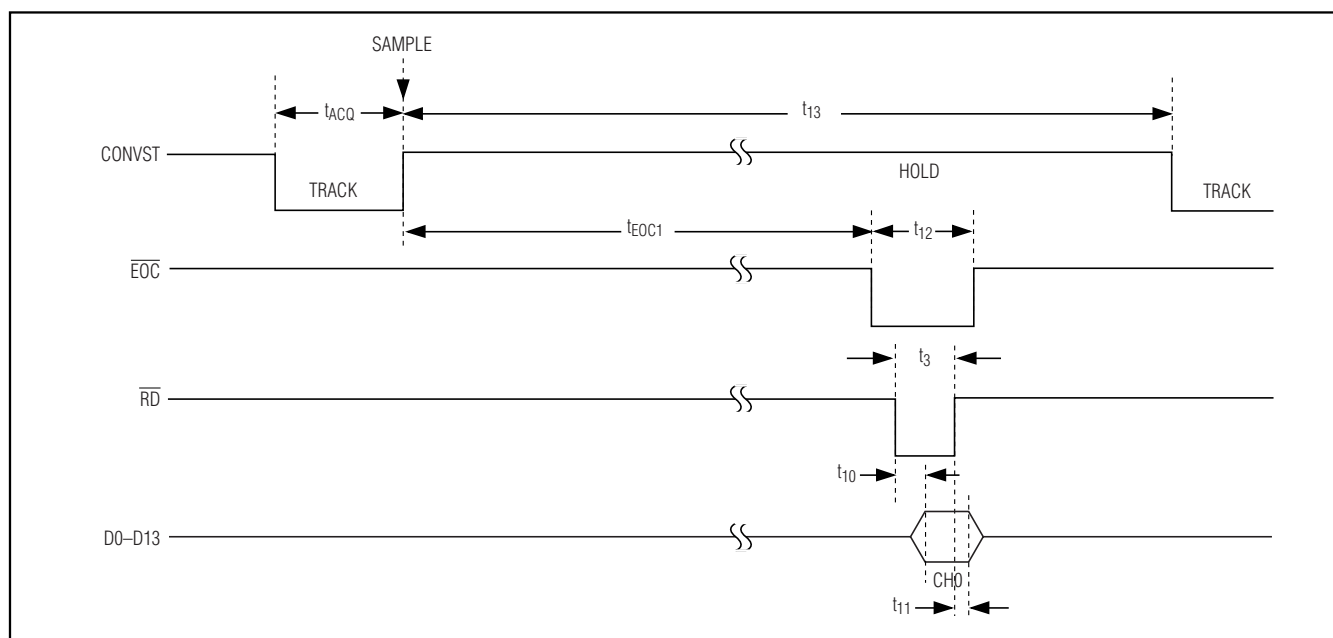 SAMPLE
tACQ
t13
CONVST
TRACK
HOLD
TRACK
tEOC1
t12
EOC
t3
RD
t10
D0–D13
CH0
t11